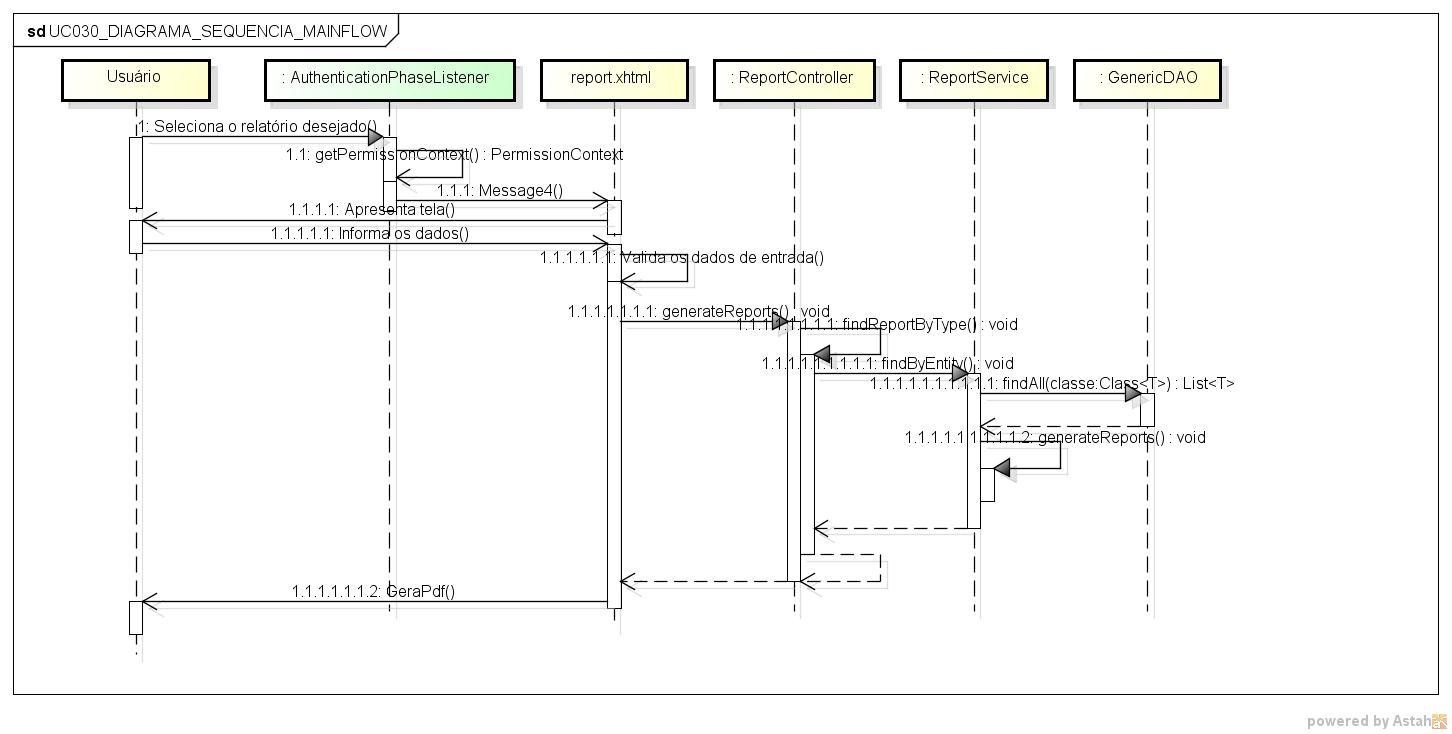 sd UC030_DIAGRAMA_SEQUENCIA_MAINFLOW
Usuário
: AuthenticationPhaseListener
report.xhtml
: ReportController
: ReportService
: GenericDAO
1: Seleciona o relatório desejado()
1.1: getPermissionContext() : PermissionContext
1.1.1: Message4()
1.1.1.1: Apresenta tela()
1.1.1.1.1: Informa os dados()
1.1.1.1.1.1: Valida os dados de entrada()
1.1.1.1.1.1.1: generateReports() : void
1.1.1.1.1.1.1.1: findReportByType() : void
1.1.1.1.1.1.1.1.1: findByEntity() : void
1.1.1.1.1.1.1.1.1.1: findAll(classe:Class<T>) : List<T>
1.1.1.1.1.1.1.1.1.2: generateReports() : void
1.1.1.1.1.1.2: GeraPdf()
powered by Astah